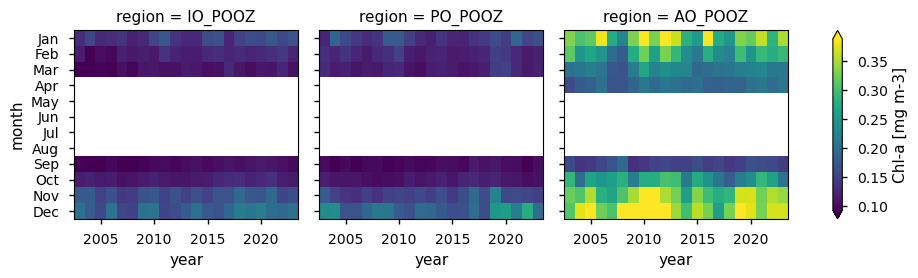 region = IO_POOZ
region = PO_POOZ
region = AO_POOZ
month
Jan
Feb
Mar
Apr
May
Jun
Jul
Aug
Sep
Oct
Nov
Dec
2005 2010 2015 2020
year
2005 2010 2015 2020
year
2005 2010 2015 2020
year
0.35
0.30
0.25
0.20
0.15
0.10
Chl-a [mg m-3]